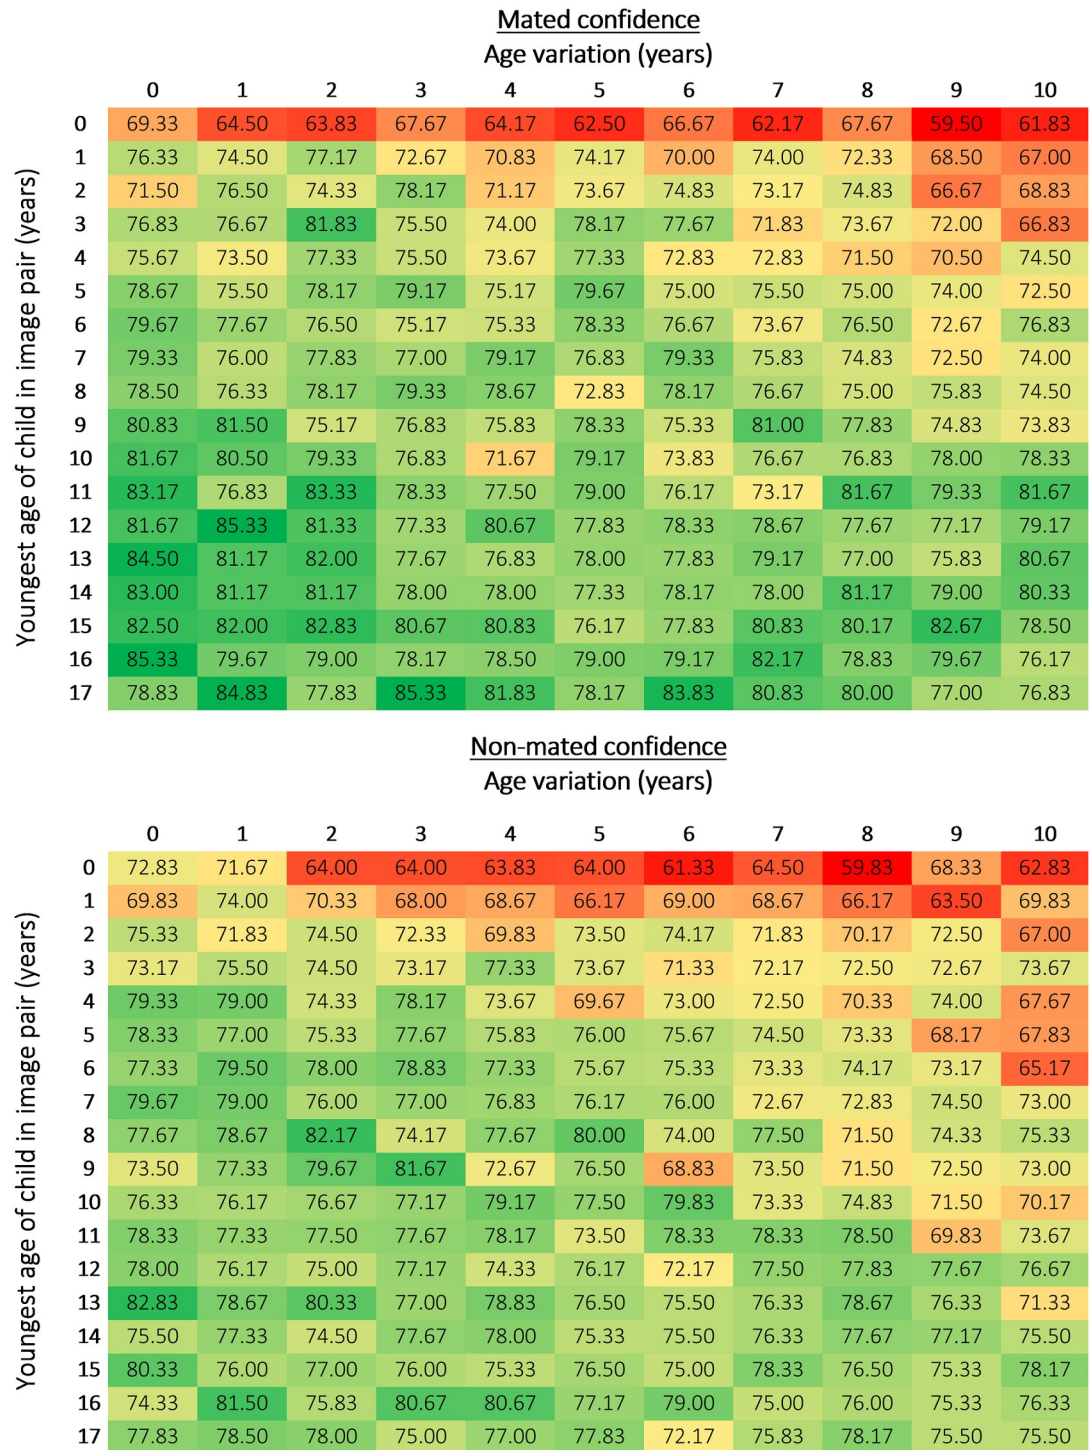 Mated confidence
Age variation (years)
0 1 2 3 4 5 6 7 8 9 10
Youngest age of child in image pair (years)
0 69.33 64.50 63.83 67.67 64.17 62.50 66.67 62.17 67.67 59.50 61.83
1 76.33 74.50 77.17 72.67 70.83 74.17 70.00 74.00 72.33 68.50 67.00
2 71.50 76.50 74.33 78.17 71.17 73.67 74.83 73.17 74.83 66.67 68.83
3 76.83 76.67 81.83 75.50 74.00 78.17 77.67 71.83 73.67 72.00 66.83
4 75.67 73.50 77.33 75.50 73.67 77.33 72.83 72.83 71.50 70.50 74.50
5 78.67 75.50 78.17 79.17 75.17 79.67 75.00 75.50 75.00 74.00 72.50
6 79.67 77.67 76.50 75.17 75.33 78.33 76.67 73.67 76.50 72.67 76.83
7 79.33 76.00 77.83 77.00 79.17 76.83 79.33 75.83 74.83 72.50 74.00
8 78.50 76.33 78.17 79.33 78.67 72.83 78.17 76.67 75.00 75.83 74.50
9 80.83 81.50 75.17 76.83 75.83 78.33 75.33 81.00 77.83 74.83 73.83
10 81.67 80.50 79.33 76.83 71.67 79.17 73.83 76.67 76.83 78.00 78.33
11 83.17 76.83 83.33 78.33 77.50 79.00 76.17 73.17 81.67 79.33 81.67
12 81.67 85.33 81.33 77.33 80.67 77.83 78.33 78.67 77.67 77.17 79.17
13 84.50 81.17 82.00 77.67 76.83 78.00 77.83 79.17 77.00 75.83 80.67
14 83.00 81.17 81.17 78.00 78.00 77.33 78.17 78.00 81.17 79.00 80.33
15 82.50 82.00 82.83 80.67 80.83 76.17 77.83 80.83 80.17 82.67 78.50
16 85.33 79.67 79.00 78.17 78.50 79.00 79.17 82.17 78.83 79.67 76.17
17 78.83 84.83 77.83 85.33 81.83 78.17 83.83 80.83 80.00 77.00 76.83
Non-mated confidence
Age variation (years)
0 1 2 3 4 5 6 7 8 9 10
Youngest age of child in image pair (years)
0 72.83 71.67 64.00 64.00 63.83 64.00 61.33 64.50 59.83 68.33 62.83
1 69.83 74.00 70.33 68.00 68.67 66.17 69.00 68.67 66.17 63.50 69.83
2 75.33 71.83 74.50 72.33 69.83 73.50 74.17 71.83 70.17 72.50 67.00
3 73.17 75.50 74.50 73.17 77.33 73.67 71.33 72.17 72.50 72.67 73.67
4 79.33 79.00 74.33 78.17 73.67 69.67 73.00 72.50 70.33 74.00 67.67
5 78.33 77.00 75.33 77.67 75.83 76.00 75.67 74.50 73.33 68.17 67.83
6 77.33 79.50 78.00 78.83 77.33 75.67 75.33 73.33 74.17 73.17 65.17
7 79.67 79.00 76.00 77.00 76.83 76.17 76.00 72.67 72.83 74.50 73.00
8 77.67 78.67 82.17 74.17 77.67 80.00 74.00 77.50 71.50 74.33 75.33
9 73.50 77.33 79.67 81.67 72.67 76.50 68.83 73.50 71.50 72.50 73.00
10 76.33 76.17 76.67 77.17 79.17 77.50 79.83 73.33 74.83 71.50 70.17
11 78.33 77.33 77.50 77.67 78.17 73.50 78.33 78.33 78.50 69.83 73.67
12 78.00 76.17 75.00 77.17 74.33 76.17 72.17 77.50 77.83 77.67 76.67
13 82.83 78.67 80.33 77.00 78.83 76.50 75.50 76.33 78.67 76.33 71.33
14 75.50 77.33 74.50 77.67 78.00 75.33 75.50 76.33 77.67 77.17 75.50
15 80.33 76.00 77.00 76.00 75.33 76.50 75.00 78.33 76.50 75.33 78.17
16 74.33 81.50 75.83 80.67 80.67 77.17 79.00 75.00 76.00 75.33 76.33
17 77.83 78.50 78.00 75.00 77.00 77.83 72.17 75.83 78.17 75.50 75.50